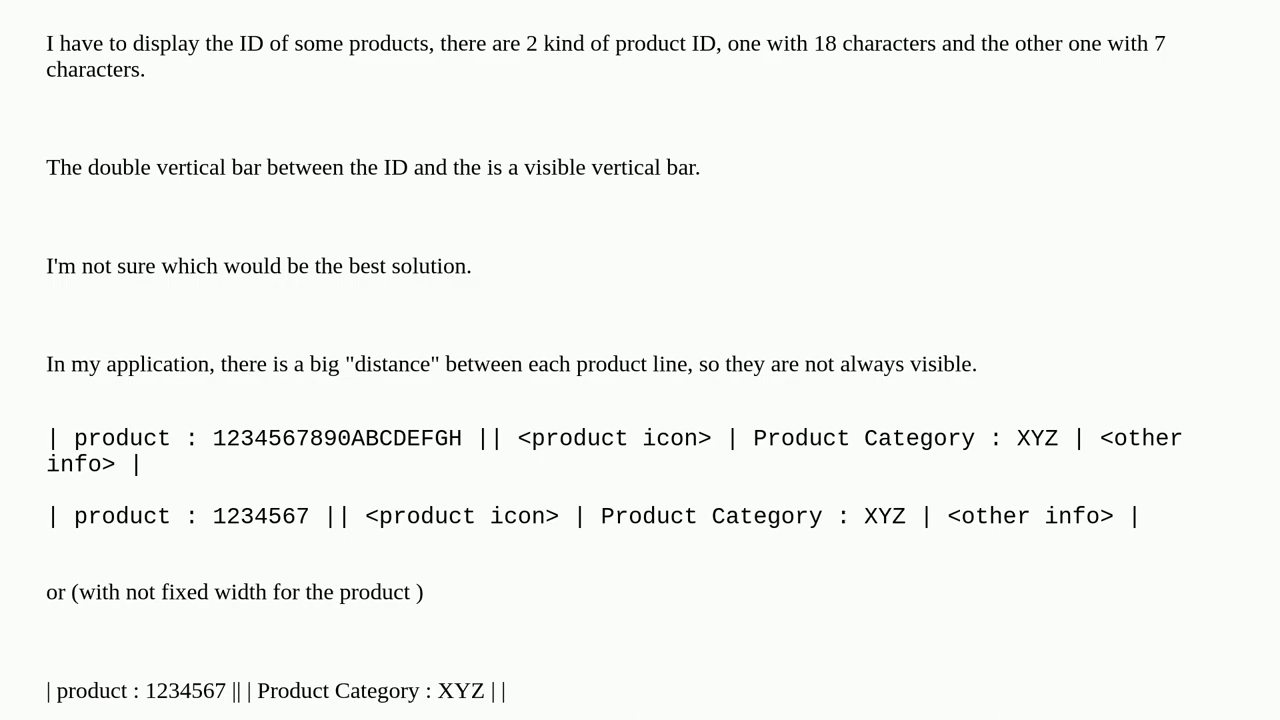 I have to display the ID of some products, there are 2 kind of product ID, one with 18 characters and the other one with 7
characters.
The double vertical bar between the ID and the is a visible vertical bar.
I'm not sure which would be the best solution.
In my application, there is a big "distance" between each product line, so they are not always visible.
| product : 1234567890ABCDEFGH || <product icon> | Product Category : XYZ | <other
info> |
| product : 1234567 || <product icon> | Product Category : XYZ | <other info> |
or (with not fixed width for the product )
| product : 1234567 || | Product Category : XYZ | |